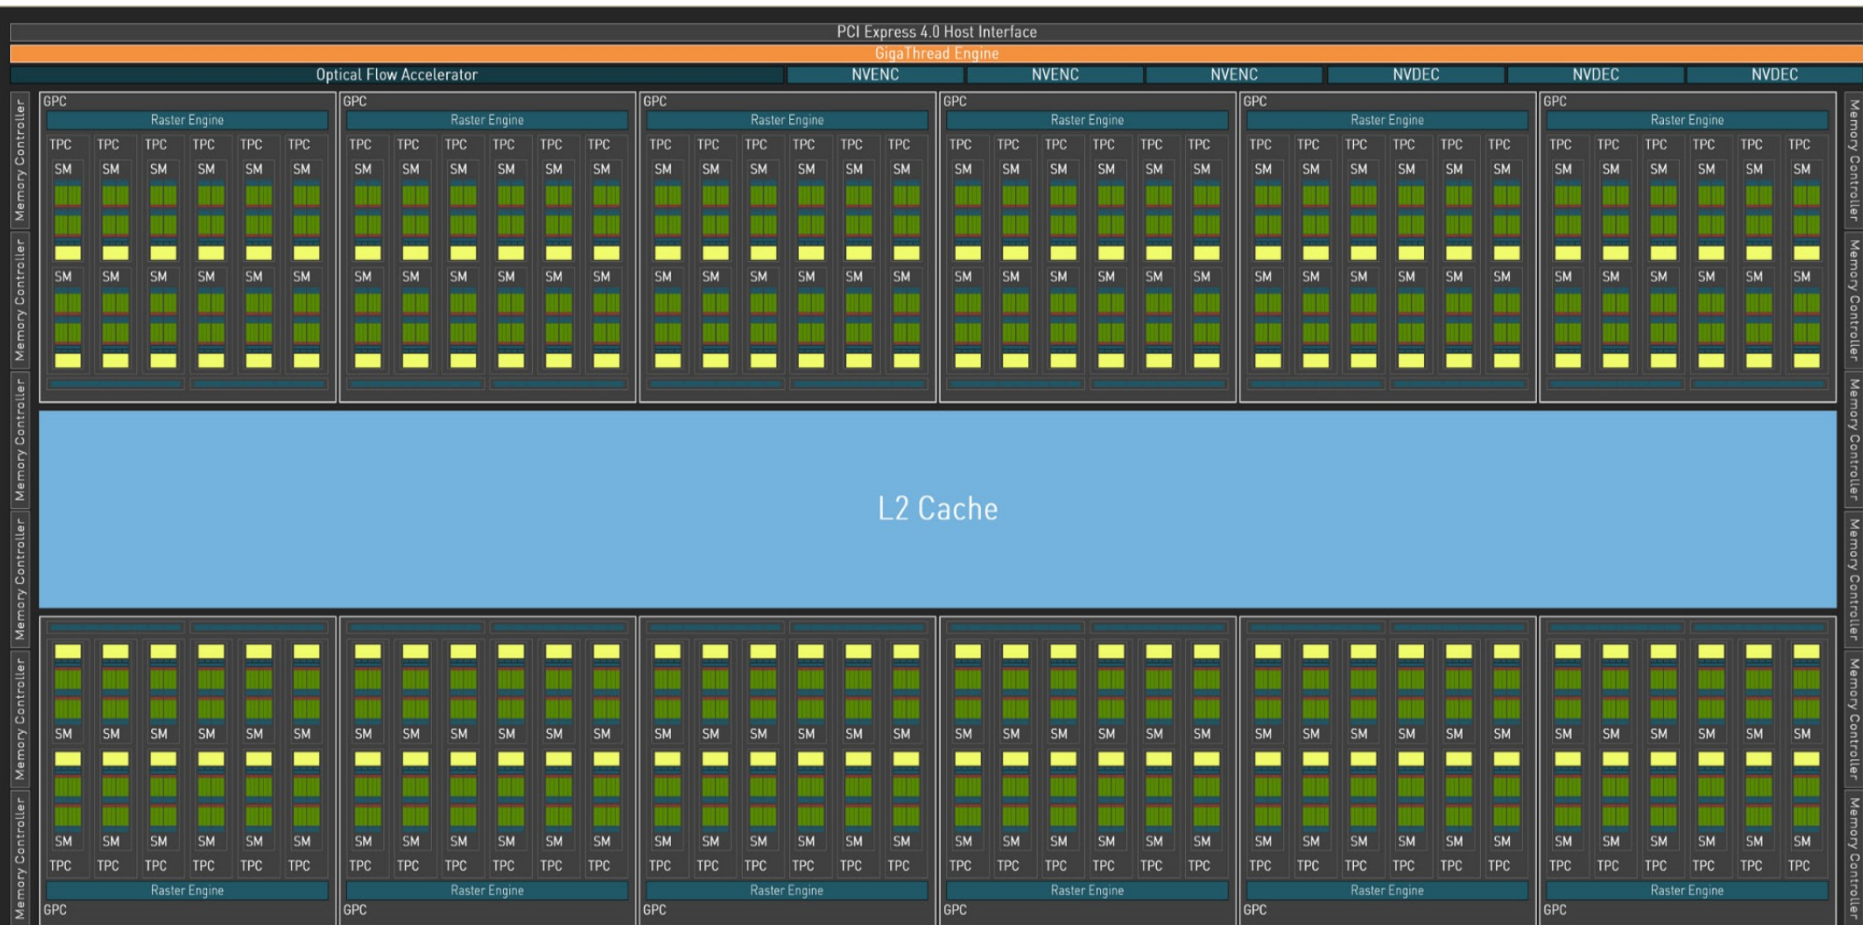 PCI Express 4.0 Host Interface
GigaThread Engine
Optical Flow Accelerator NVENC NVENC NVENC NVDEC NVDEC NVDEC
GPC GPC GPC GPC GPC GPC
Raster Engine Raster Engine Raster Engine Raster Engine Raster Engine Raster Engine
TPC TPC TPC TPC TPC TPC TPC TPC TPC TPC TPC TPC TPC TPC TPC TPC TPC TPC TPC TPC TPC TPC TPC TPC TPC TPC TPC TPC TPC TPC TPC TPC TPC TPC TPC TPC
SM SM SM SM SM SM SM SM SM SM SM SM SM SM SM SM SM SM SM SM SM SM SM SM SM SM SM SM SM SM SM SM SM SM SM SM
SM SM SM SM SM SM SM SM SM SM SM SM SM SM SM SM SM SM SM SM SM SM SM SM SM SM SM SM SM SM SM SM SM SM SM SM
L2 Cache
SM SM SM SM SM SM SM SM SM SM SM SM SM SM SM SM SM SM SM SM SM SM SM SM SM SM SM SM SM SM SM SM SM SM SM SM
SM SM SM SM SM SM SM SM SM SM SM SM SM SM SM SM SM SM SM SM SM SM SM SM SM SM SM SM SM SM SM SM SM SM SM SM
TPC TPC TPC TPC TPC TPC TPC TPC TPC TPC TPC TPC TPC TPC TPC TPC TPC TPC TPC TPC TPC TPC TPC TPC TPC TPC TPC TPC TPC TPC TPC TPC TPC TPC TPC TPC
Raster Engine Raster Engine Raster Engine Raster Engine Raster Engine Raster Engine
GPC GPC GPC GPC GPC GPC
Memory Controller
Memory Controller
Memory Controller
Memory Controller
Memory Controller
Memory Controller
Memory Controller
Memory Controller
Memory Controller
Memory Controller
Memory Controller
Memory Controller